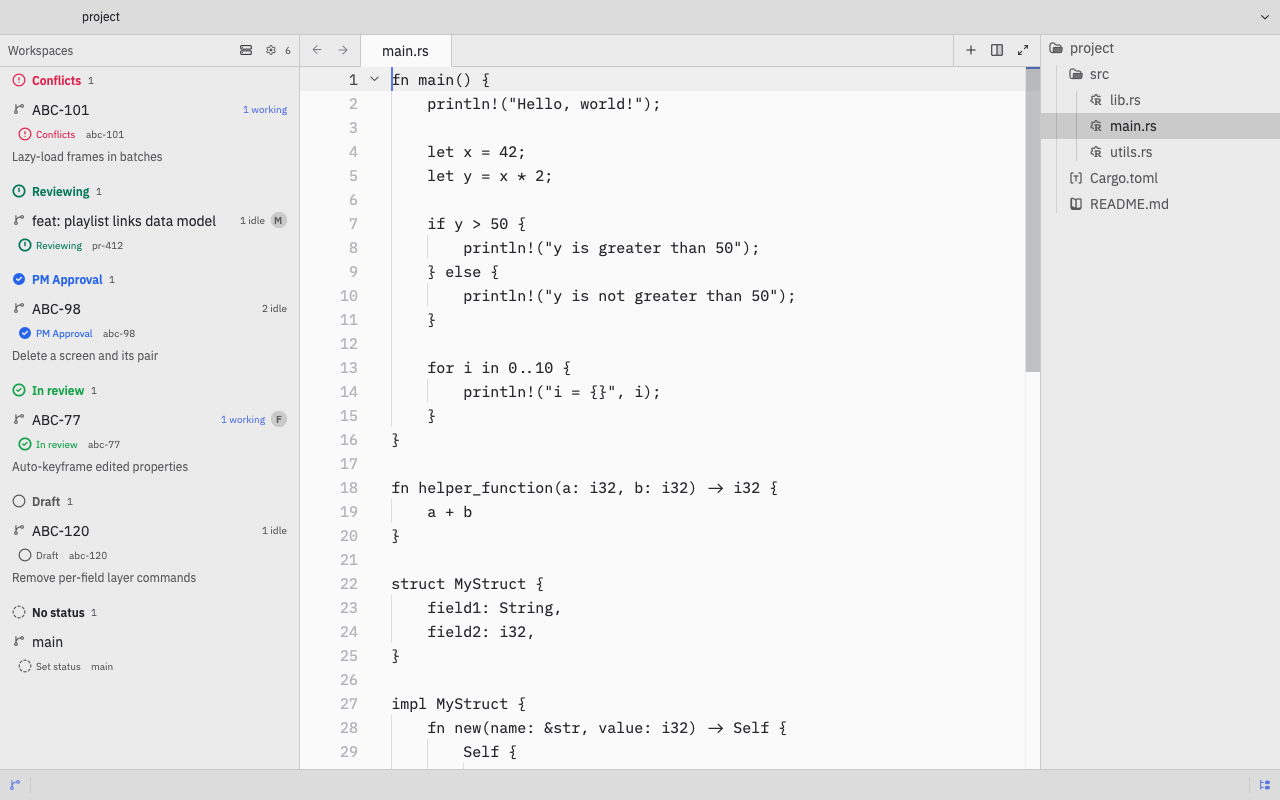 project
Workspaces 6
Conflicts 1
ABC-101 1 working
Conflicts abc-101
Lazy-load frames in batches
Reviewing 1
feat: playlist links data model 1 idle M
Reviewing pr-412
PM Approval 1
ABC-98 2 idle
PM Approval abc-98
Delete a screen and its pair
In review 1
ABC-77 1 working F
In review abc-77
Auto-keyframe edited properties
Draft 1
ABC-120 1 idle
Draft abc-120
Remove per-field layer commands
No status 1
main
Set status main
main.rs
1 fn main() {
2 println!("Hello, world!");
3
4 let x = 42;
5 let y = x * 2;
6
7 if y > 50 {
8 println!("y is greater than 50");
9 } else {
10 println!("y is not greater than 50");
11 }
12
13 for i in 0..10 {
14 println!("i = {}", i);
15 }
16 }
17
18 fn helper_function(a: i32, b: i32) -> i32 {
19 a + b
20 }
21
22 struct MyStruct {
23 field1: String,
24 field2: i32,
25 }
26
27 impl MyStruct {
28 fn new(name: &str, value: i32) -> Self {
29 Self {
project
src
lib.rs
main.rs
utils.rs
Cargo.toml
README.md